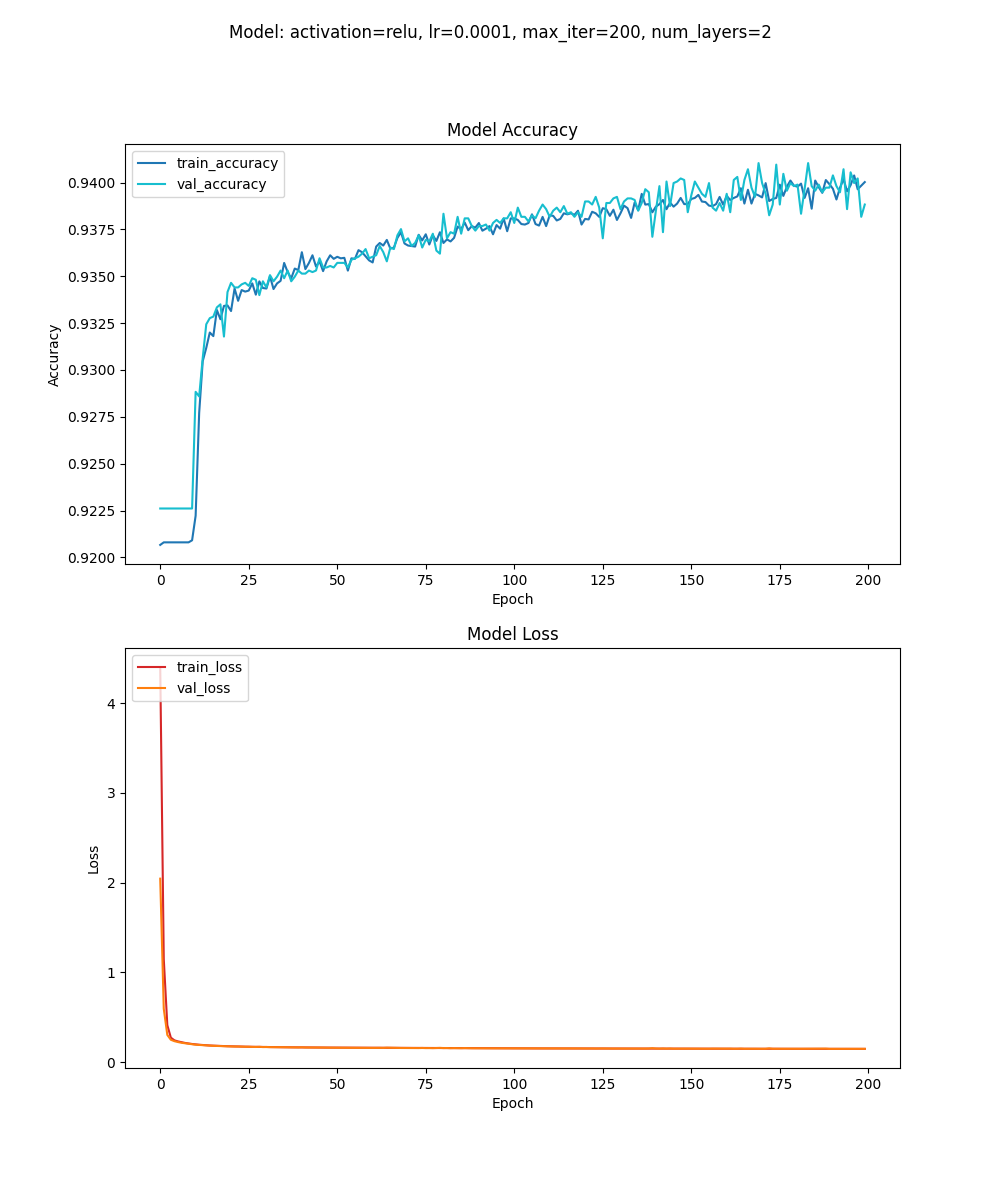 Model: activation=relu, lr=0.0001, max_iter=200, num_layers=2
Model Accuracy
train_accuracy
val_accuracy
0.9400
0.9375
0.9350
0.9325
0.9300
0.9275
0.9250
0.9225
0.9200
Accuracy
0 25 50 75 100 125 150 175 200
Epoch
Model Loss
train_loss
val_loss
4
3
2
1
0
Loss
0 25 50 75 100 125 150 175 200
Epoch